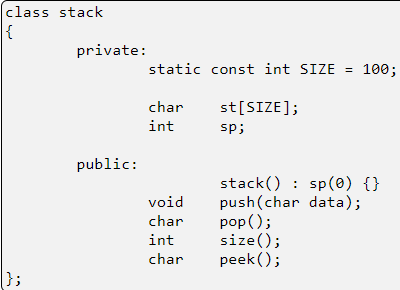 class stack
{
private:
static const int SIZE = 100;
char st[SIZE];
int sp;
public:
stack() : sp(0) {}
void push(char data);
char pop();
int size();
char peek();
};